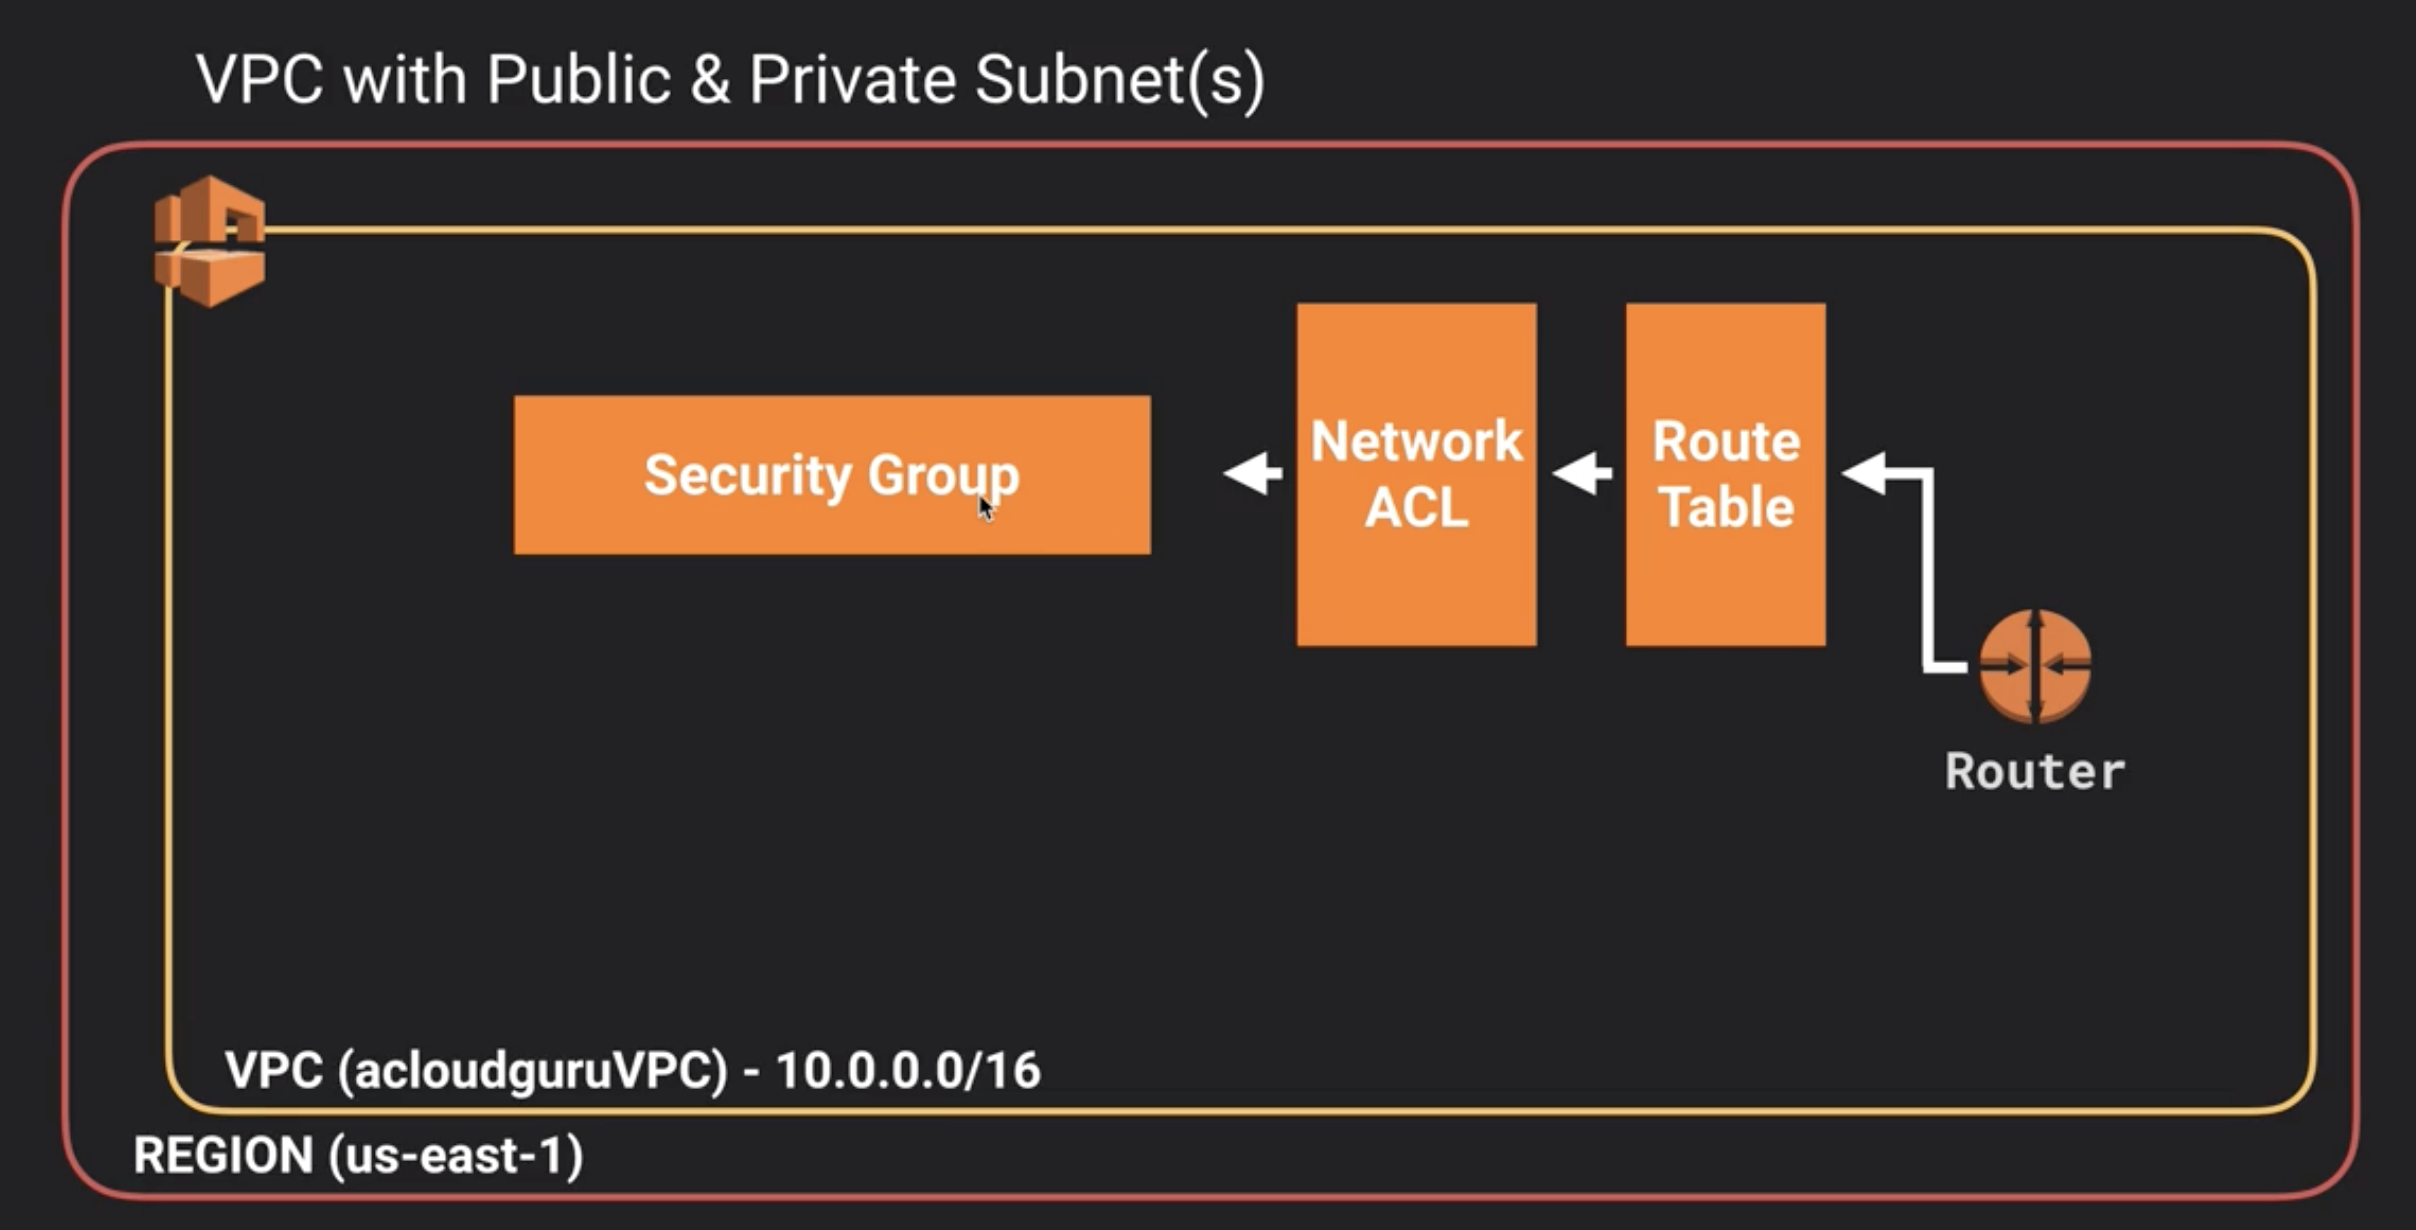 VPC with Public & Private Subnet(s)
Security Group
Network
ACL
Route
Table
Router
VPC (acloudguruVPC) - 10.0.0.0/16
REGION (us-east-1)